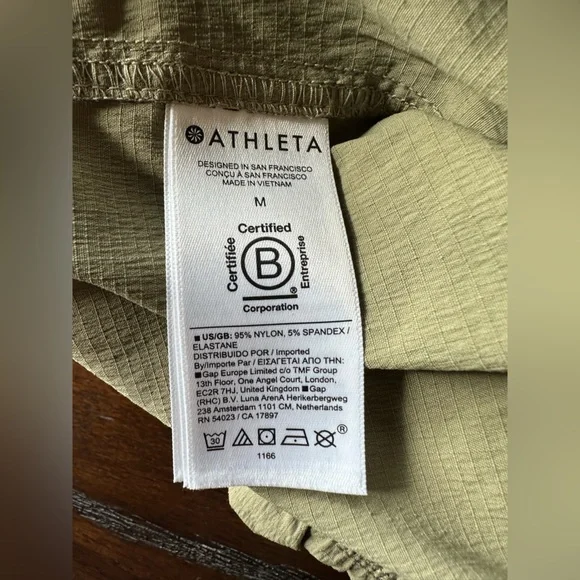 ATHLETA
DESIGNED IN SAN FRANCISCO
CONÇU À SAN FRANCISCO
MADE IN VIETNAM
M
Certified
Certifiée
B
Entreprise
®
Corporation
■ US/GB: 95% NYLON, 5% SPANDEX /
ELASTANE
DISTRIBUIDO POR / Imported
By/Importe Par / ΕΙΣΑΓΕΤΑΙ ΑΠΟ ΤΗΝ:
■ Gap Europe Limited c/o TMF Group
13th Floor, One Angel Court, London,
EC2R 7HJ, United Kingdom ■ Gap
(RHC) B.V. Luna ArenA Herikerbergweg
238 Amsterdam 1101 CM, Netherlands
RN 54023 / CA 17897
30
®
1166